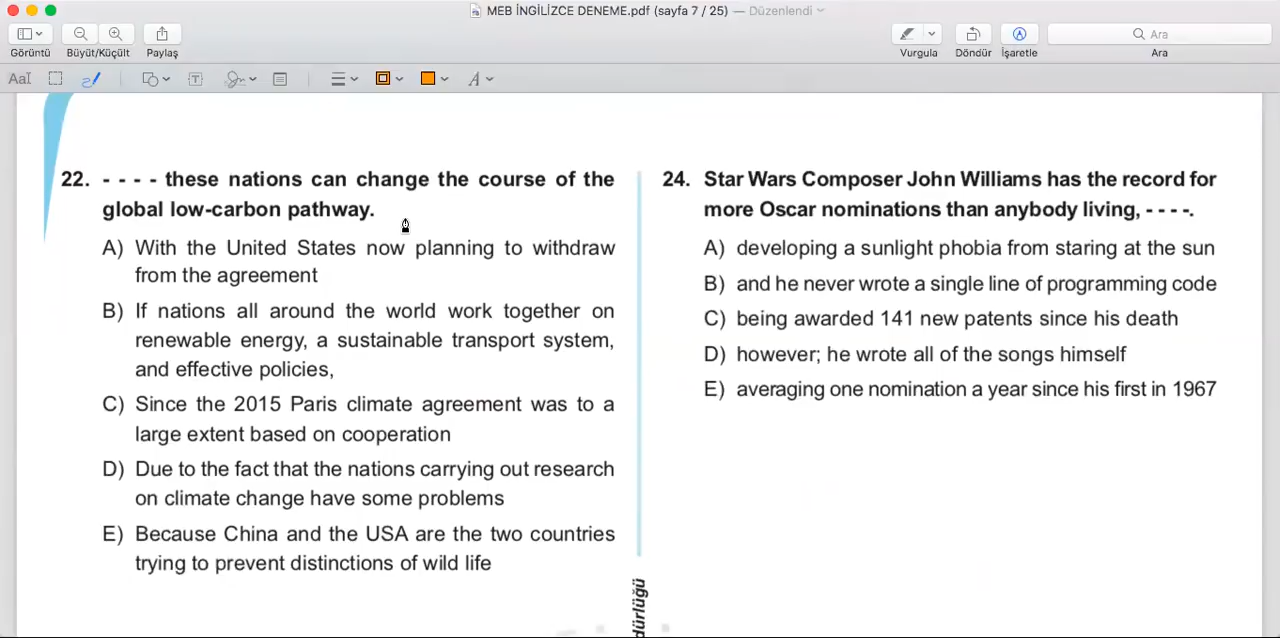 MEB İNGİLİZCE DENEME.pdf (sayfa 7 / 25) — Düzenlendi
Görüntü Büyüt/Küçült Paylaş Vurgula Döndür İşaretle Ara
Ara
AaI T A
22. - - - - these nations can change the course of the
global low-carbon pathway.
A) With the United States now planning to withdraw
from the agreement
B) If nations all around the world work together on
renewable energy, a sustainable transport system,
and effective policies,
C) Since the 2015 Paris climate agreement was to a
large extent based on cooperation
D) Due to the fact that the nations carrying out research
on climate change have some problems
E) Because China and the USA are the two countries
trying to prevent distinctions of wild life
24. Star Wars Composer John Williams has the record for
more Oscar nominations than anybody living, - - - -.
A) developing a sunlight phobia from staring at the sun
B) and he never wrote a single line of programming code
C) being awarded 141 new patents since his death
D) however; he wrote all of the songs himself
E) averaging one nomination a year since his first in 1967